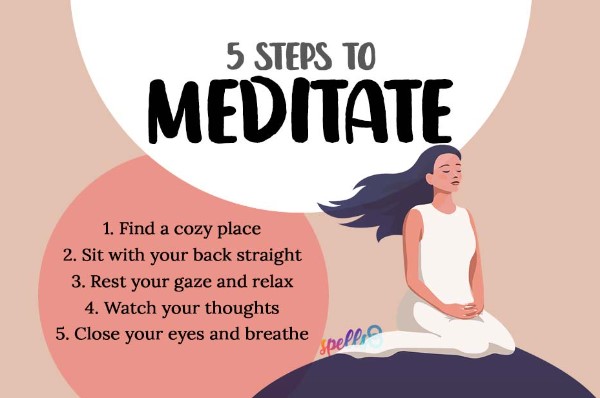 5 STEPS TO
MEDITATE
1. Find a cozy place
2. Sit with your back straight
3. Rest your gaze and relax
4. Watch your thoughts
5. Close your eyes and breathe